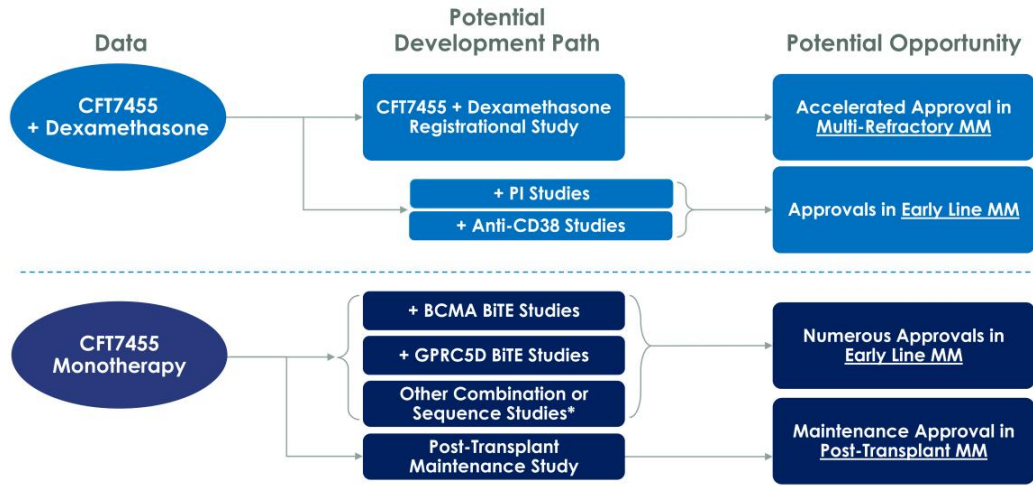 Data
Potential
Development Path
Potential Opportunity
CFT7455
+ Dexamethasone
CFT7455 + Dexamethasone
Registrational Study
Accelerated Approval in
Multi-Refractory MM
+ PI Studies
+ Anti-CD38 Studies
Approvals in Early Line MM
CFT7455
Monotherapy
+ BCMA BiTE Studies
+ GPRC5D BiTE Studies
Other Combination or
Sequence Studies*
Numerous Approvals in
Early Line MM
Post-Transplant
Maintenance Study
Maintenance Approval in
Post-Transplant MM